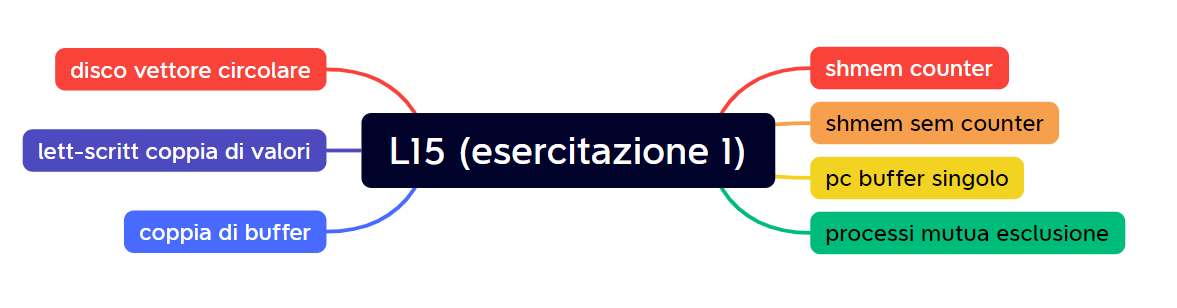 disco vettore circolare
lett-scritt coppia di valori
coppia di buffer
L15 (esercitazione 1)
shmem counter
shmem sem counter
pc buffer singolo
processi mutua esclusione